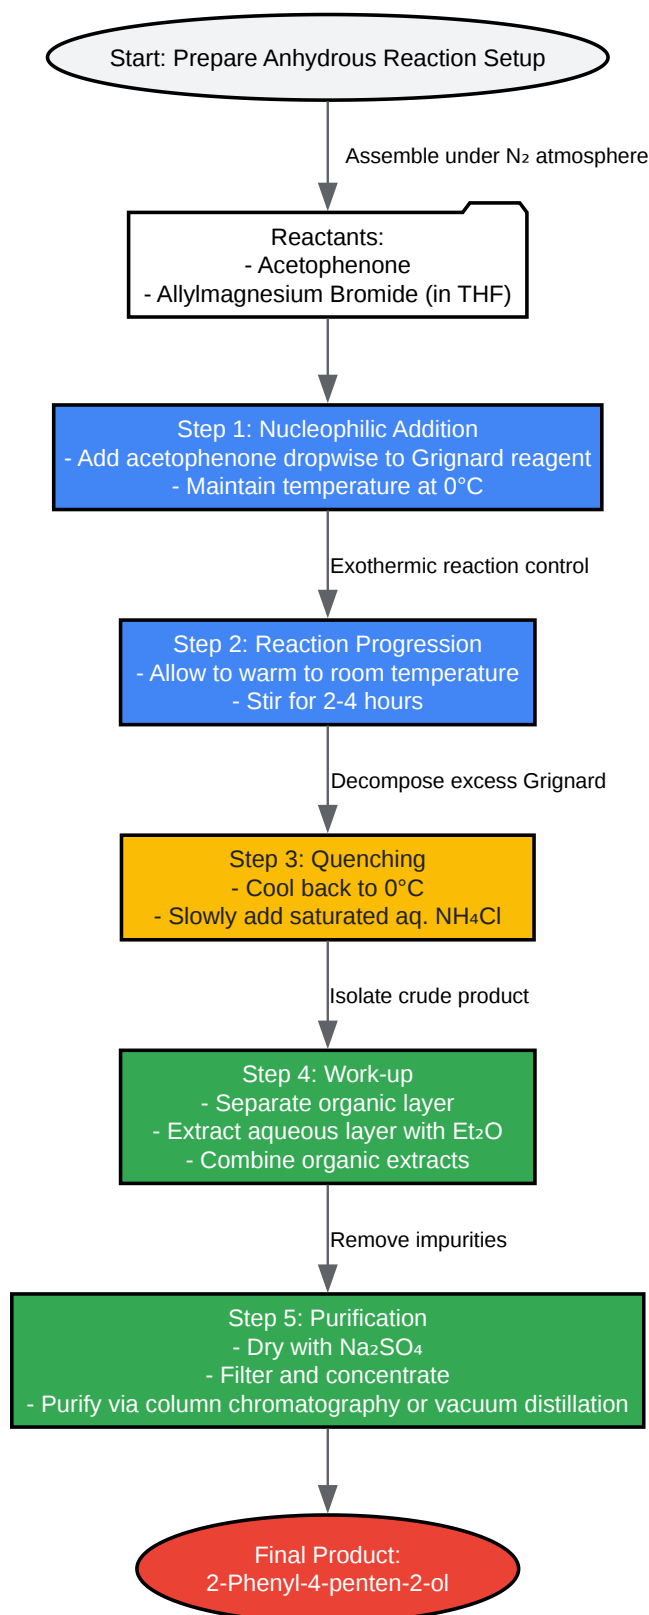 Start: Prepare Anhydrous Reaction Setup
Assemble under N₂ atmosphere
Reactants:
- Acetophenone
- Allylmagnesium Bromide (in THF)
Step 1: Nucleophilic Addition
- Add acetophenone dropwise to Grignard reagent
- Maintain temperature at 0°C
Exothermic reaction control
Step 2: Reaction Progression
- Allow to warm to room temperature
- Stir for 2-4 hours
Decompose excess Grignard
Step 3: Quenching
- Cool back to 0°C
- Slowly add saturated aq. NH₄Cl
Isolate crude product
Step 4: Work-up
- Separate organic layer
- Extract aqueous layer with Et₂O
- Combine organic extracts
Remove impurities
Step 5: Purification
- Dry with Na₂SO₄
- Filter and concentrate
- Purify via column chromatography or vacuum distillation
Final Product:
2-Phenyl-4-penten-2-ol